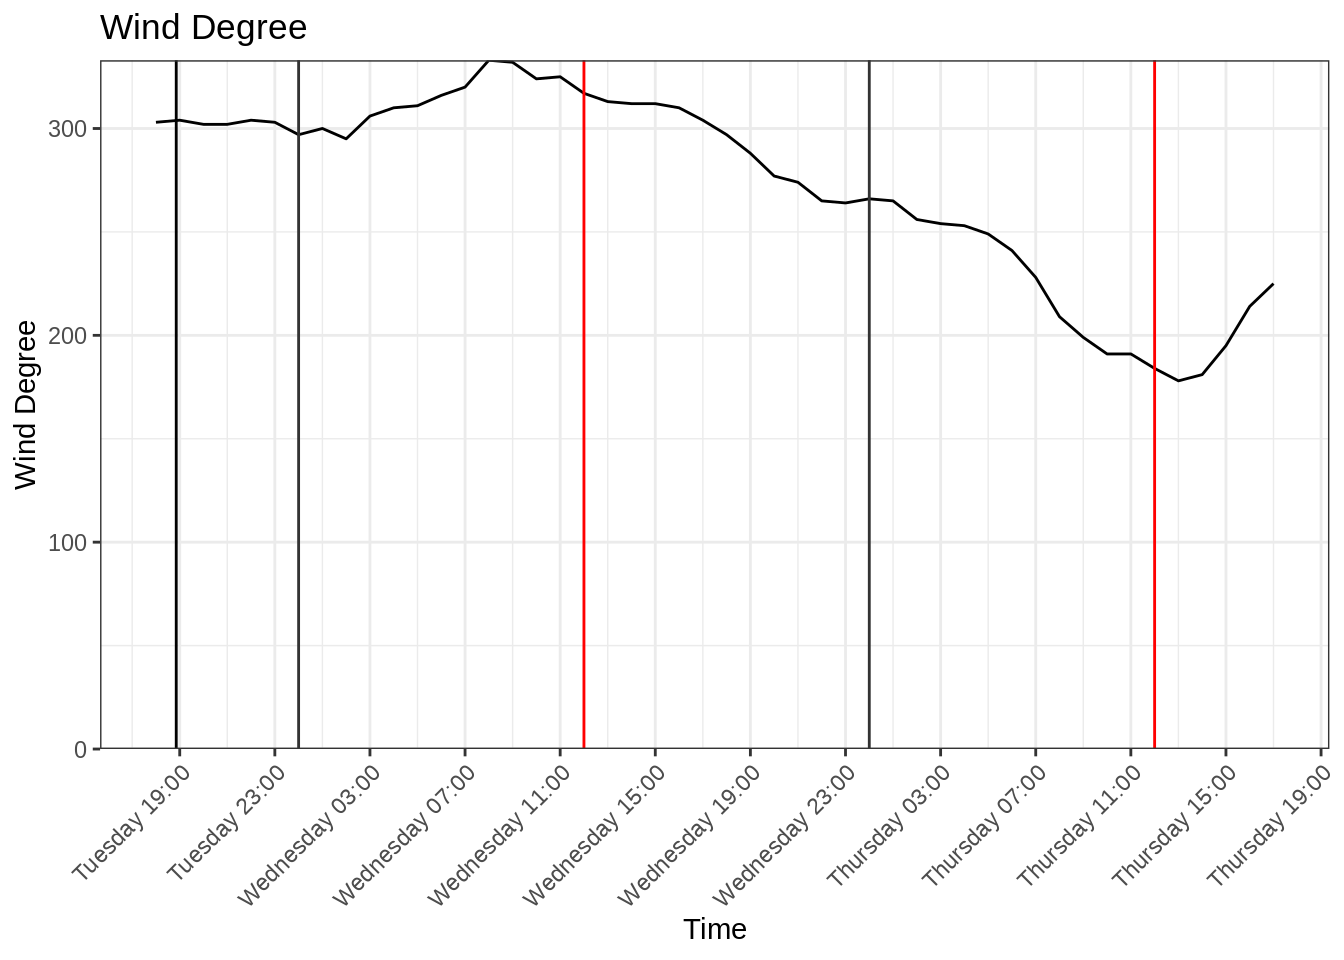 Wind Degree
Wind Degree
300
200
100
0
Tuesday 19:00
Tuesday 23:00
Wednesday 03:00
Wednesday 07:00
Wednesday 11:00
Wednesday 15:00
Wednesday 19:00
Wednesday 23:00
Thursday 03:00
Thursday 07:00
Thursday 11:00
Thursday 15:00
Thursday 19:00
Time